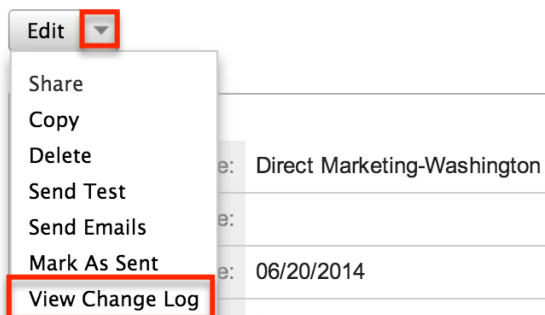 Edit
Share
Copy
Delete
e: Direct Marketing-Washington
Send Test
Send Emails
e:
Mark As Sent
e: 06/20/2014
View Change Log